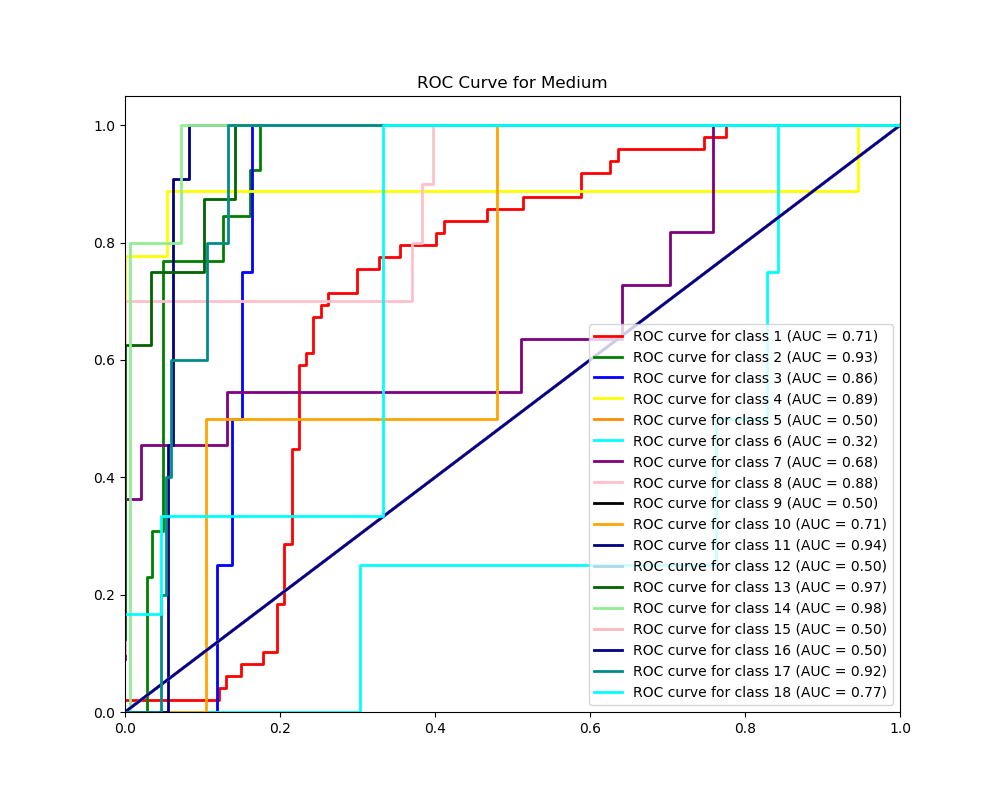 ROC Curve for Medium
1.0
0.8
0.6
0.4
0.2
0.0
ROC curve for class 1 (AUC = 0.71)
ROC curve for class 2 (AUC = 0.93)
ROC curve for class 3 (AUC = 0.86)
ROC curve for class 4 (AUC = 0.89)
ROC curve for class 5 (AUC = 0.50)
ROC curve for class 6 (AUC = 0.32)
ROC curve for class 7 (AUC = 0.68)
ROC curve for class 8 (AUC = 0.88)
ROC curve for class 9 (AUC = 0.50)
ROC curve for class 10 (AUC = 0.71)
ROC curve for class 11 (AUC = 0.94)
ROC curve for class 12 (AUC = 0.50)
ROC curve for class 13 (AUC = 0.97)
ROC curve for class 14 (AUC = 0.98)
ROC curve for class 15 (AUC = 0.50)
ROC curve for class 16 (AUC = 0.50)
ROC curve for class 17 (AUC = 0.92)
ROC curve for class 18 (AUC = 0.77)
0.0 0.2 0.4 0.6 0.8 1.0